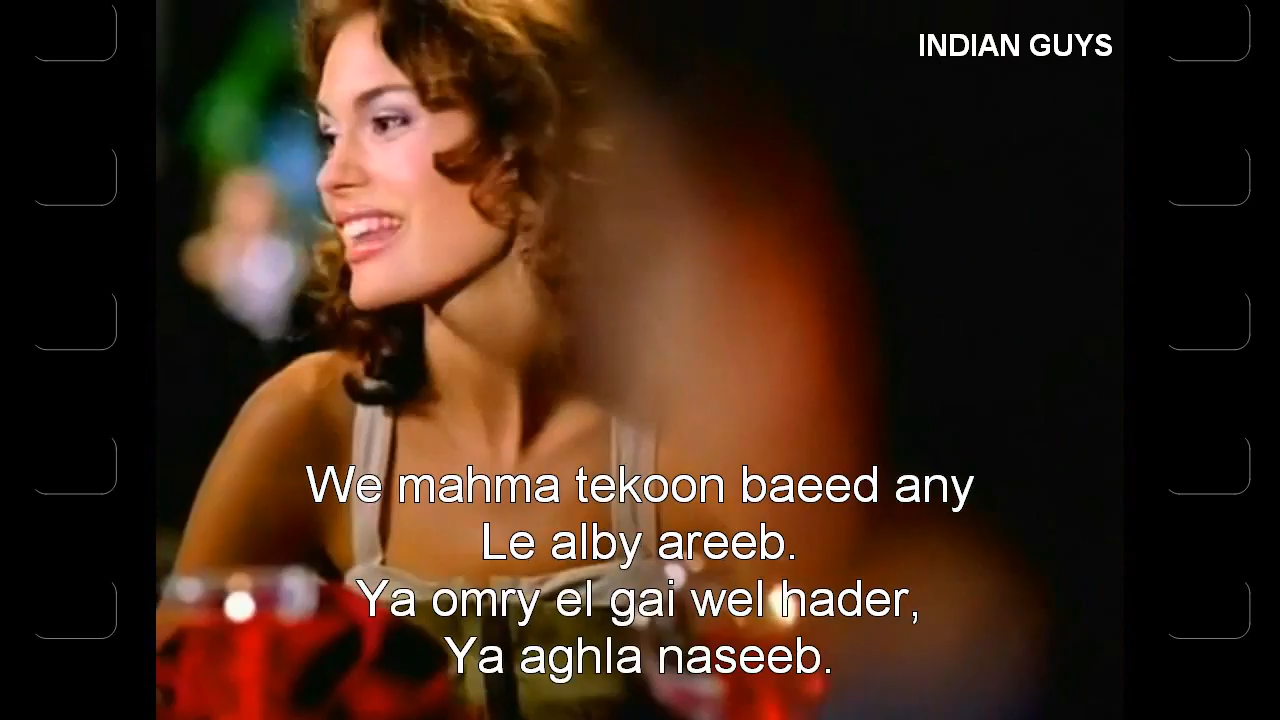 INDIAN GUYS
We mahma tekoon baeed any
Le alby areeb.
Ya omry el gai wel hader,
Ya aghla naseeb.